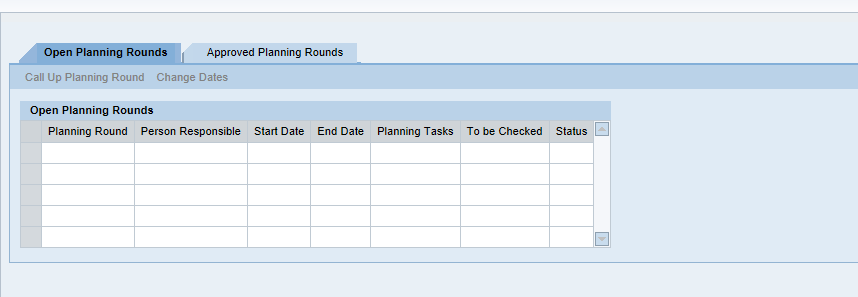 Open Planning Rounds Approved Planning Rounds
Call Up Planning Round Change Dates
Open Planning Rounds
Planning Round Person Responsible Start Date End Date Planning Tasks To be Checked Status